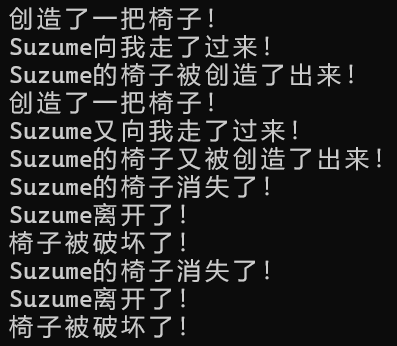 创造了一把椅子！
Suzume向我走了过来！
Suzume的椅子被创造了出来！
创造了一把椅子！
Suzume又向我走了过来！
Suzume的椅子又被创造了出来！
Suzume的椅子消失了！
Suzume离开了！
椅子被破坏了！
Suzume的椅子消失了！
Suzume离开了！
椅子被破坏了！